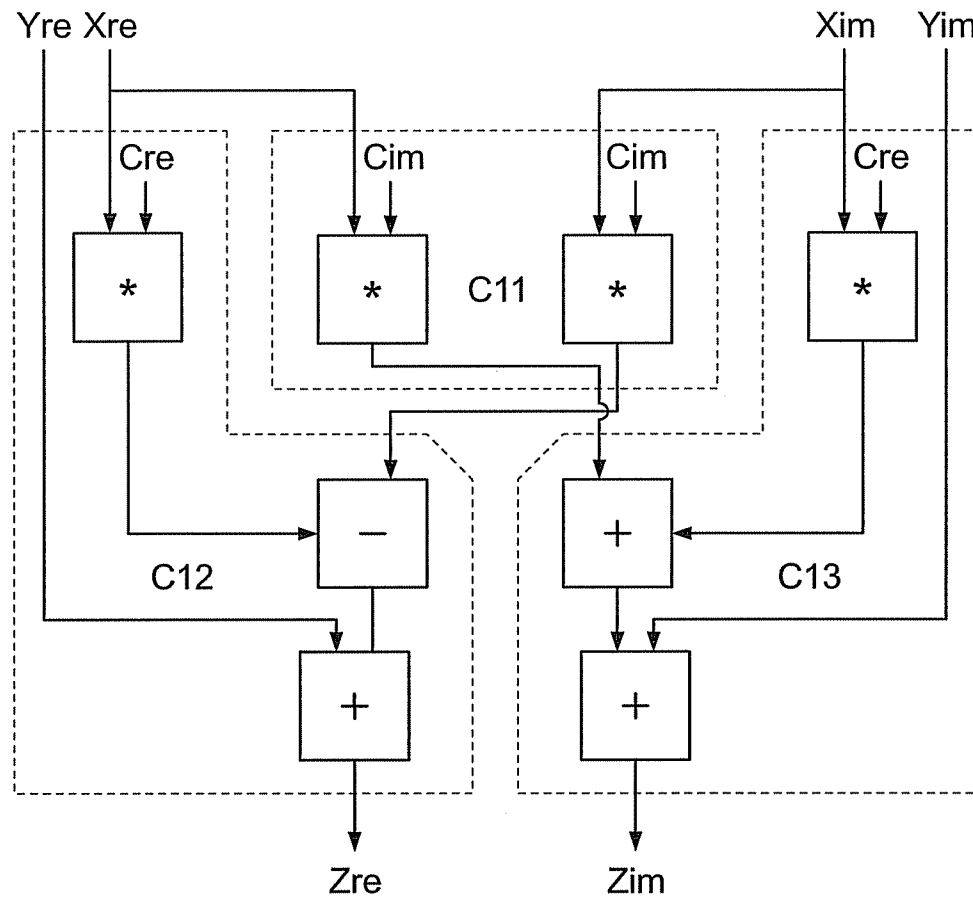 Yre Xre Xim Yim
Cre Cim Cim Cre
* * C11 * *
− +
C12 C13
+ +
Zre Zim